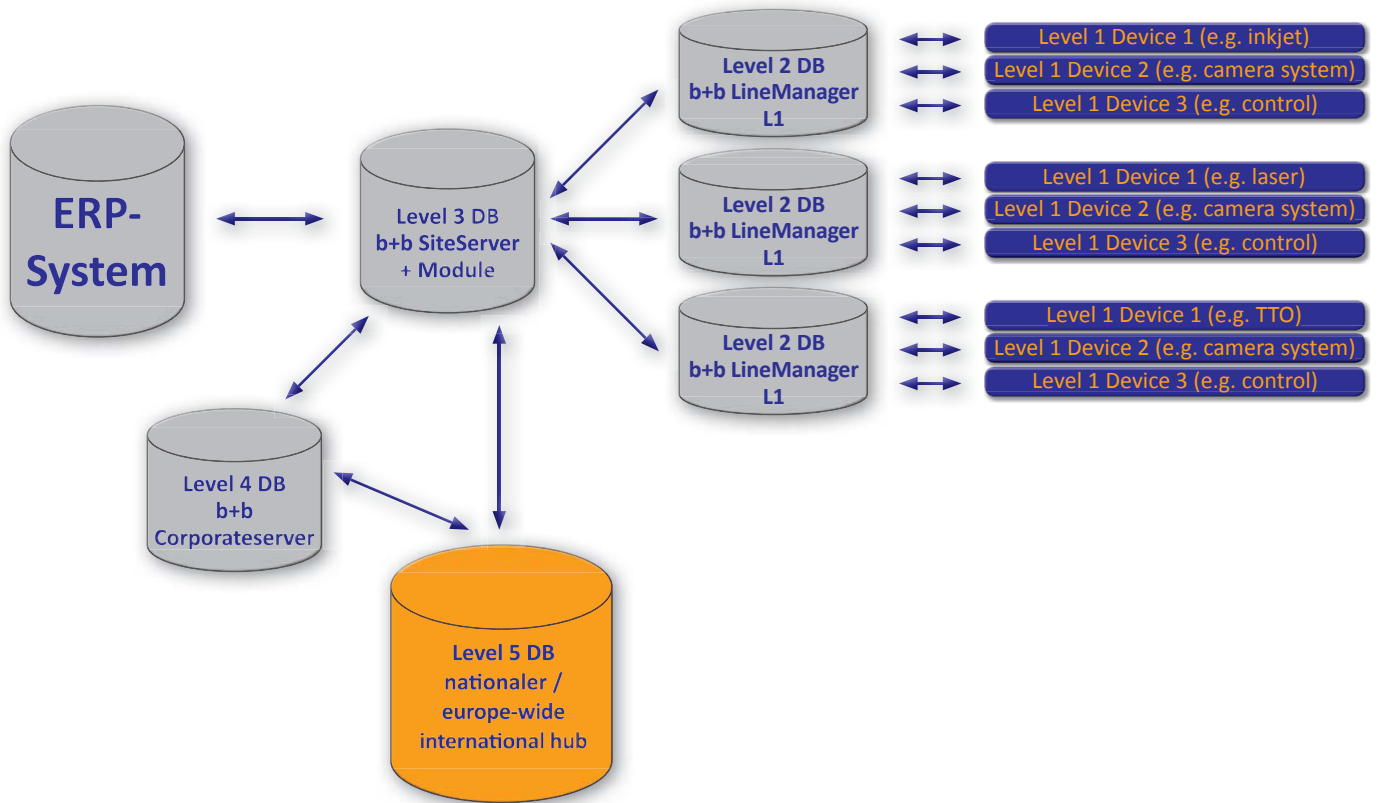 ERP-
System
Level 3 DB
b+b SiteServer
+ Module
Level 2 DB
b+b LineManager
L1
Level 1 Device 1 (e.g. inkjet)
Level 1 Device 2 (e.g. camera system)
Level 1 Device 3 (e.g. control)
Level 2 DB
b+b LineManager
L1
Level 1 Device 1 (e.g. laser)
Level 1 Device 2 (e.g. camera system)
Level 1 Device 3 (e.g. control)
Level 2 DB
b+b LineManager
L1
Level 1 Device 1 (e.g. TTO)
Level 1 Device 2 (e.g. camera system)
Level 1 Device 3 (e.g. control)
Level 4 DB
b+b
Corporateserver
Level 5 DB
nationaler /
europe-wide
international hub